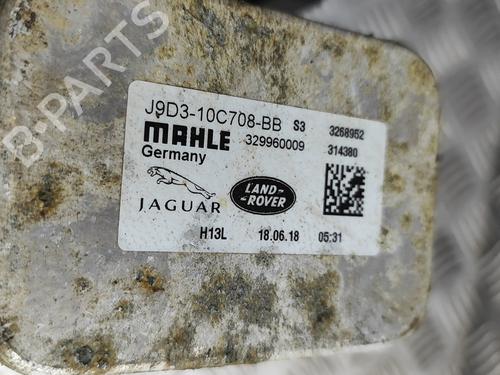 B-PARTS
J9D3-10C708-BB S3 3268952
MAHLE 329960009 314380
Germany
JAGUAR LAND-ROVER
H13L 18.06.18 05:31